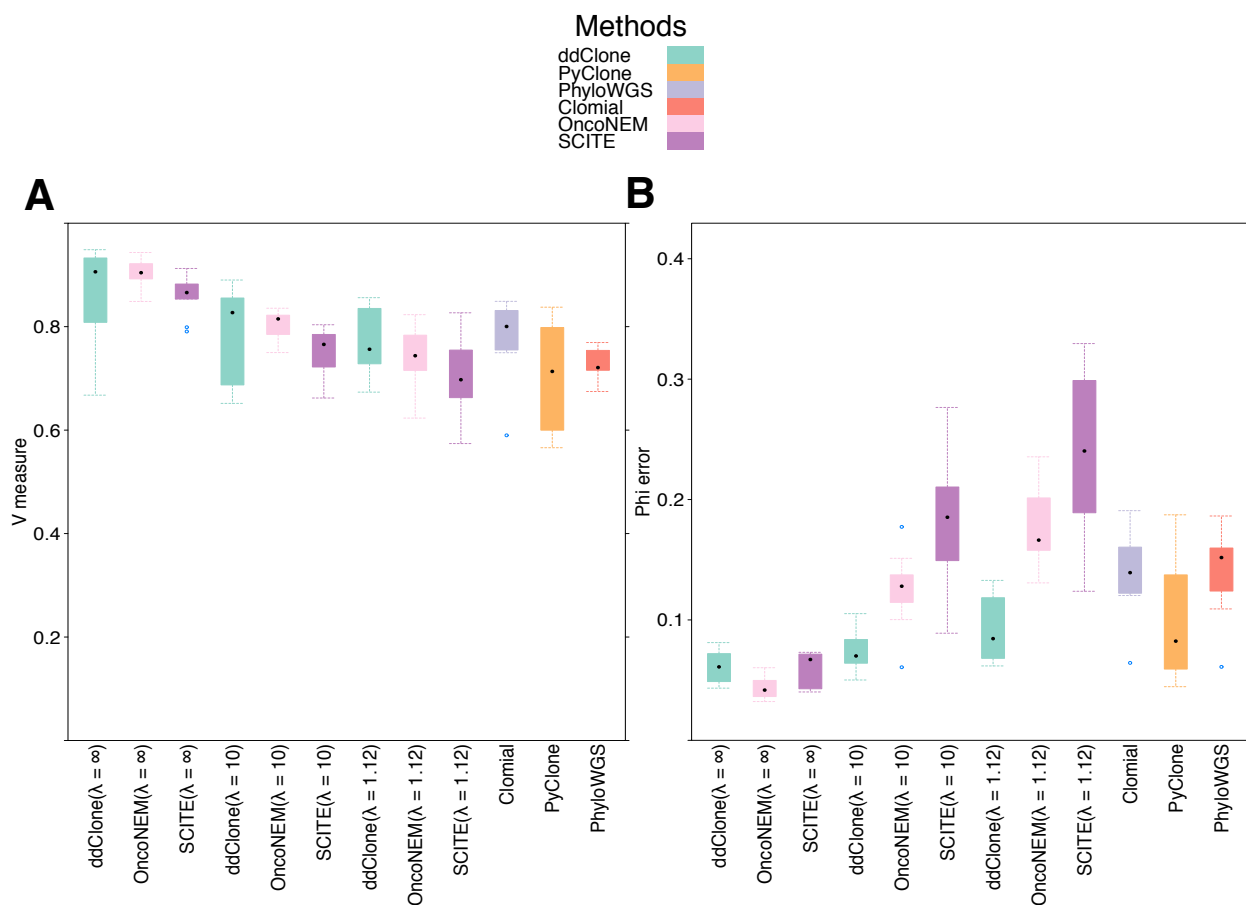 Methods
ddClone
PyClone
PhyloWGS
Clomial
OncoNEM
SCITE
A
V measure
0.8
0.6
0.4
0.2
ddClone(λ = ∞)
OncoNEM(λ = ∞)
SCITE(λ = ∞)
ddClone(λ = 10)
OncoNEM(λ = 10)
SCITE(λ = 10)
ddClone(λ = 1.12)
OncoNEM(λ = 1.12)
SCITE(λ = 1.12)
Clomial
PyClone
PhyloWGS
B
Phi error
0.4
0.3
0.2
0.1
ddClone(λ = ∞)
OncoNEM(λ = ∞)
SCITE(λ = ∞)
ddClone(λ = 10)
OncoNEM(λ = 10)
SCITE(λ = 10)
ddClone(λ = 1.12)
OncoNEM(λ = 1.12)
SCITE(λ = 1.12)
Clomial
PyClone
PhyloWGS